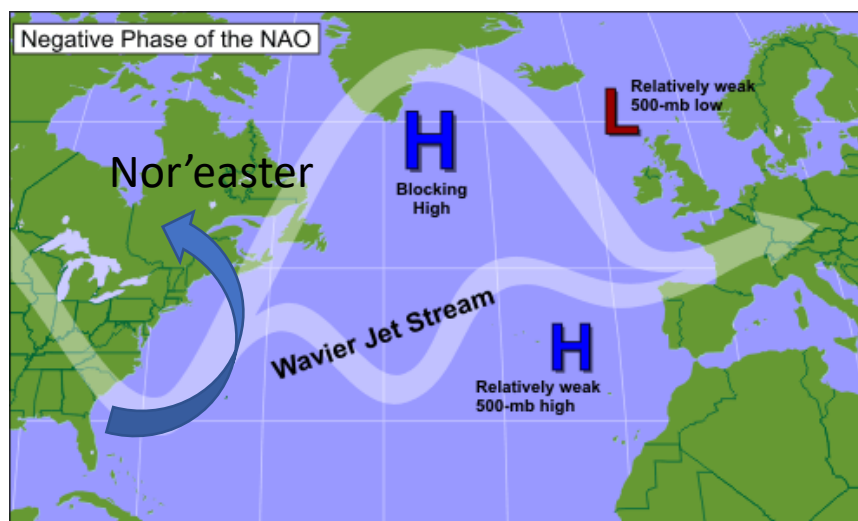 Negative Phase of the NAO
Relatively weak
500-mb low
L
H
Nor’easter
Blocking
High
Wavier Jet Stream
H
Relatively weak
500-mb high